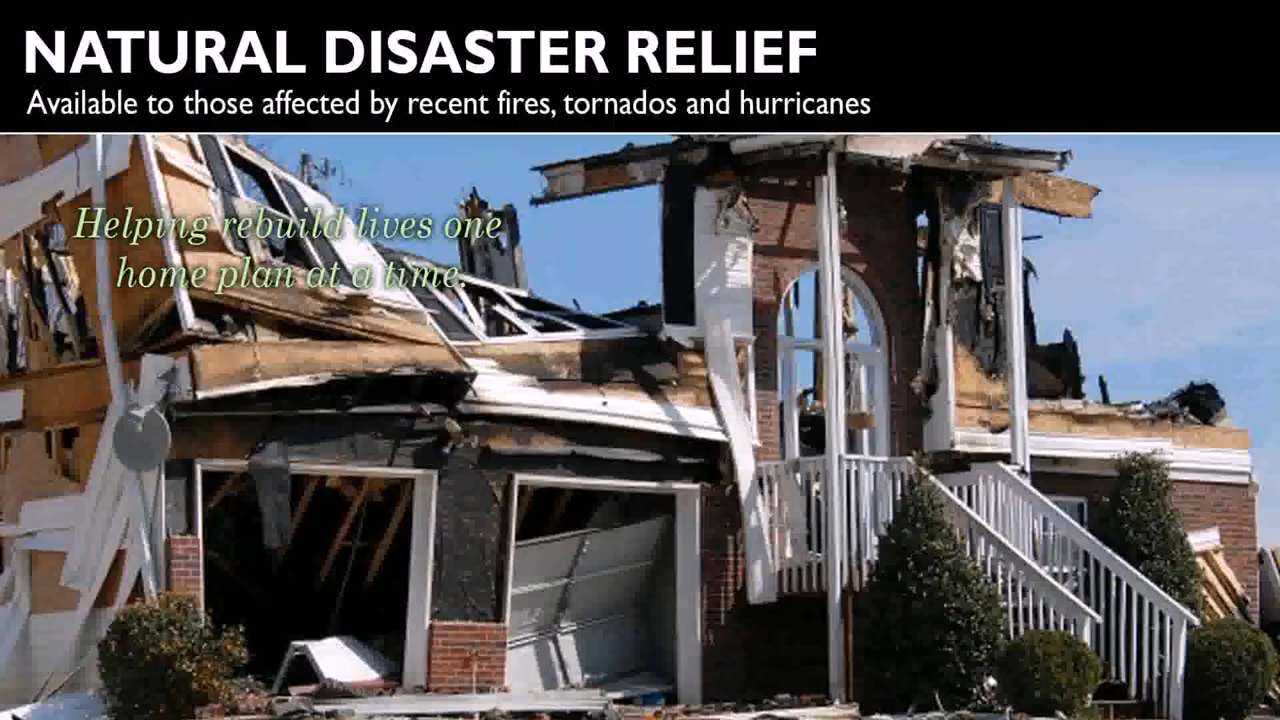 NATURAL DISASTER RELIEF
Available to those affected by recent fires, tornados and hurricanes
Helping rebuild lives one
home plan at a time.